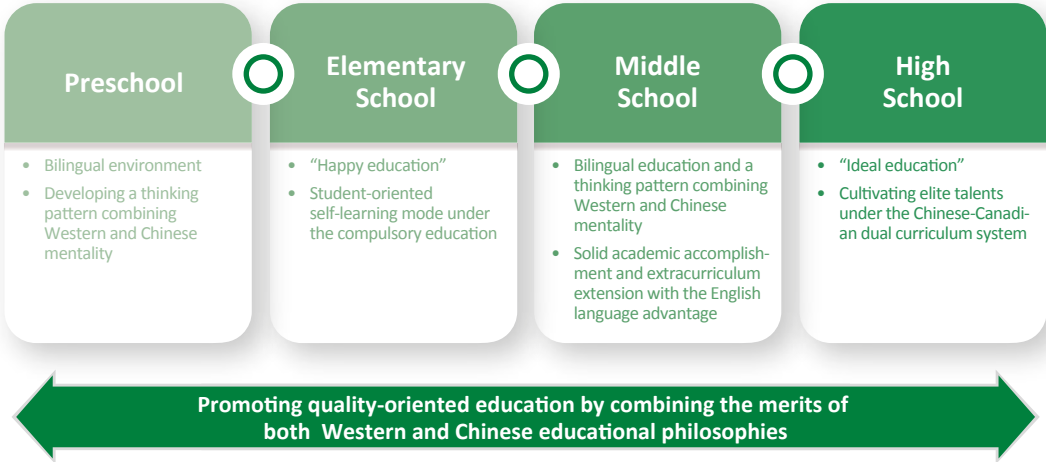 Preschool
• Bilingual environment
• Developing a thinking
pattern combining
Western and Chinese
mentality
Elementary
School
• “Happy education”
• Student-oriented
self-learning mode under
the compulsory education
Middle
School
• Bilingual education and a
thinking pattern combining
Western and Chinese
mentality
• Solid academic accomplish-
ment and extracurriculum
extension with the English
language advantage
High
School
• “Ideal education”
• Cultivating elite talents
under the Chinese-Canadi-
an dual curriculum system
Promoting quality-oriented education by combining the merits of
both Western and Chinese educational philosophies